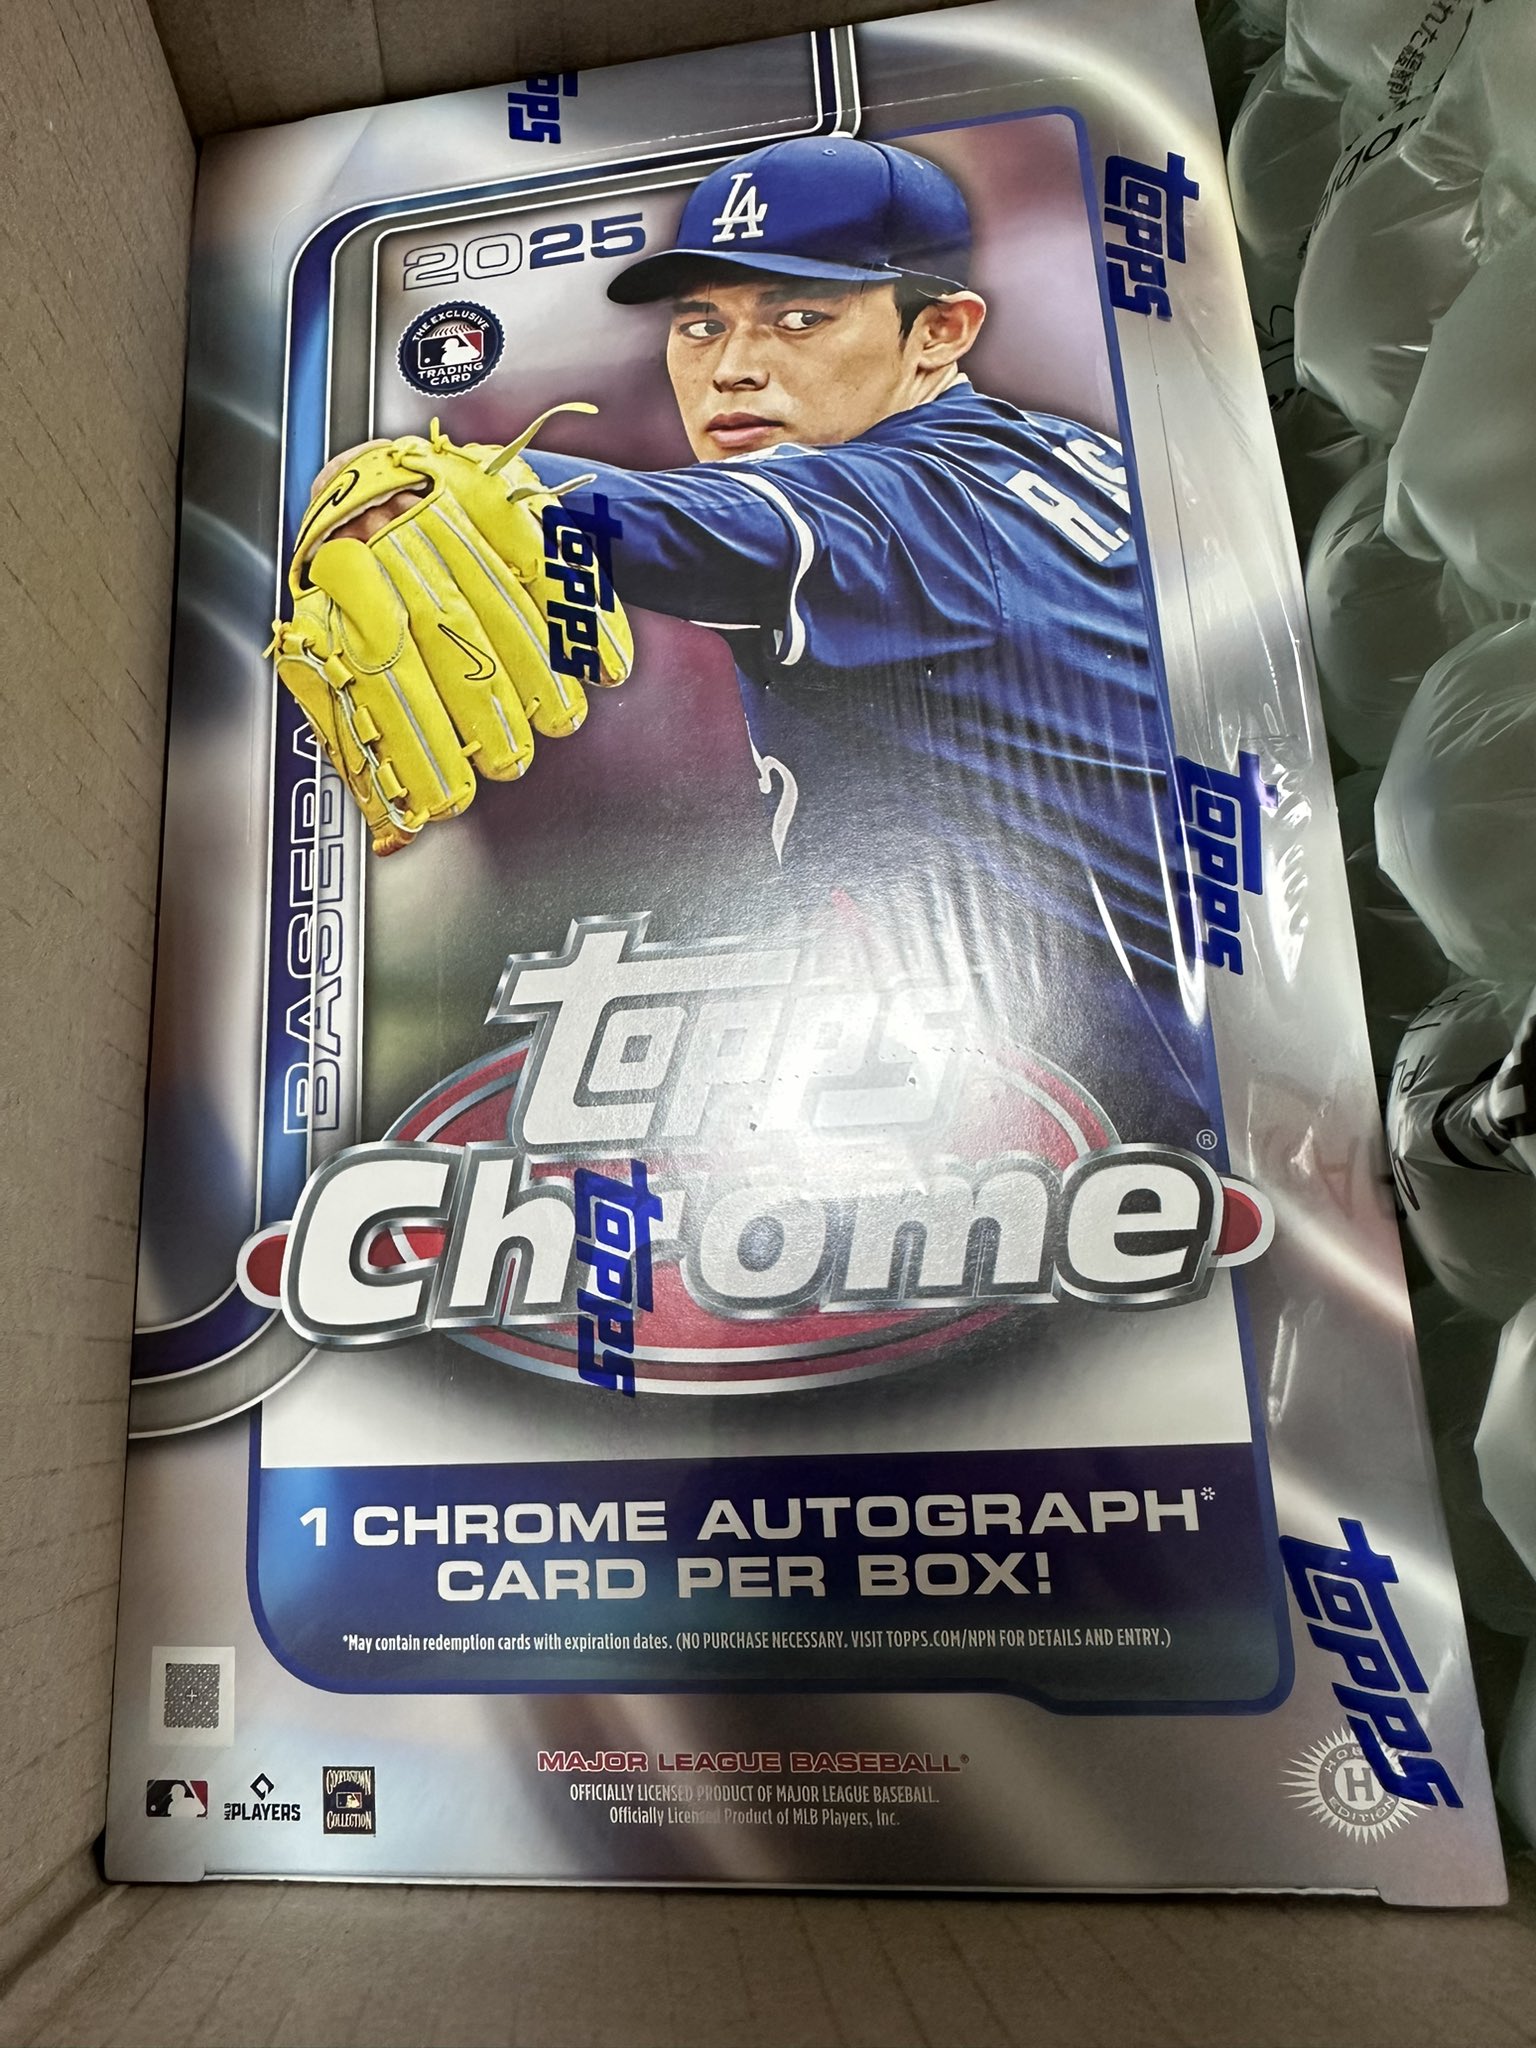 topps
2025
THE EXCLUSIVE
TRADING
CARD
topps
topps
BASEBA
topps
topps
Chrome
®
topps
1 CHROME AUTOGRAPH*
CARD PER BOX!
*May contain redemption cards with expiration dates. (NO PURCHASE NECESSARY. VISIT TOPPS.COM/NPN FOR DETAILS AND ENTRY.)
topps
MAJOR LEAGUE BASEBALL®
OFFICIALLY LICENSED PRODUCT OF MAJOR LEAGUE BASEBALL.
Officially Licensed Product of MLB Players, Inc.
MLB PLAYERS
COOPERSTOWN
COLLECTION
H
EDITION
LA